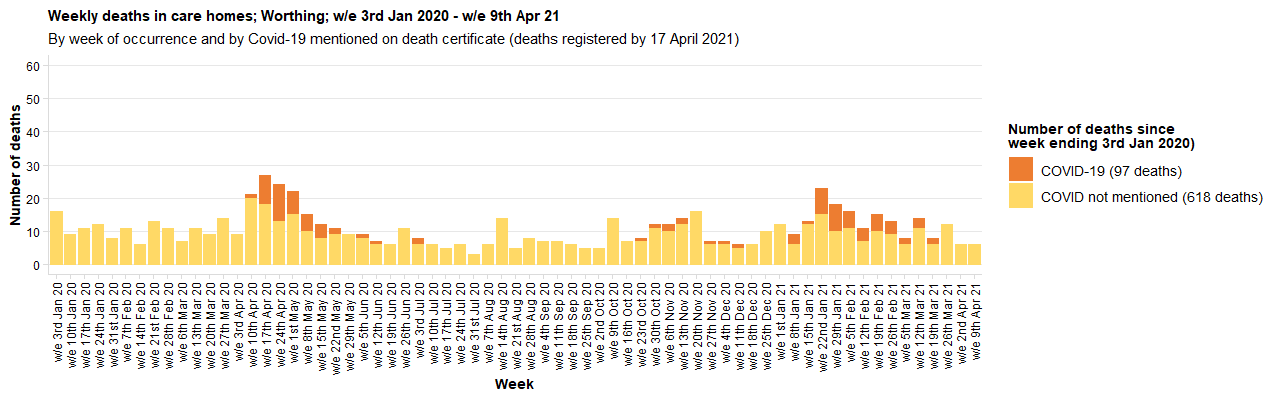 Weekly deaths in care homes; Worthing; w/e 3rd Jan 2020 - w/e 9th Apr 21
By week of occurrence and by Covid-19 mentioned on death certificate (deaths registered by 17 April 2021)
60
50
40
30
20
10
0
Number of deaths
w/e 3rd Jan 20
w/e 10th Jan 20
w/e 17th Jan 20
w/e 24th Jan 20
w/e 31st Jan 20
w/e 7th Feb 20
w/e 14th Feb 20
w/e 21st Feb 20
w/e 28th Feb 20
w/e 6th Mar 20
w/e 13th Mar 20
w/e 20th Mar 20
w/e 27th Mar 20
w/e 3rd Apr 20
w/e 10th Apr 20
w/e 17th Apr 20
w/e 24th Apr 20
w/e 1st May 20
w/e 8th May 20
w/e 15th May 20
w/e 22nd May 20
w/e 29th May 20
w/e 5th Jun 20
w/e 12th Jun 20
w/e 19th Jun 20
w/e 26th Jun 20
w/e 3rd Jul 20
w/e 10th Jul 20
w/e 17th Jul 20
w/e 24th Jul 20
w/e 31st Jul 20
w/e 7th Aug 20
w/e 14th Aug 20
w/e 21st Aug 20
w/e 28th Aug 20
w/e 4th Sep 20
w/e 11th Sep 20
w/e 18th Sep 20
w/e 25th Sep 20
w/e 2nd Oct 20
w/e 9th Oct 20
w/e 16th Oct 20
w/e 23rd Oct 20
w/e 30th Oct 20
w/e 6th Nov 20
w/e 13th Nov 20
w/e 20th Nov 20
w/e 27th Nov 20
w/e 4th Dec 20
w/e 11th Dec 20
w/e 18th Dec 20
w/e 25th Dec 20
w/e 1st Jan 21
w/e 8th Jan 21
w/e 15th Jan 21
w/e 22nd Jan 21
w/e 29th Jan 21
w/e 5th Feb 21
w/e 12th Feb 21
w/e 19th Feb 21
w/e 26th Feb 21
w/e 5th Mar 21
w/e 12th Mar 21
w/e 19th Mar 21
w/e 26th Mar 21
w/e 2nd Apr 21
w/e 9th Apr 21
Week
Number of deaths since
week ending 3rd Jan 2020)
COVID-19 (97 deaths)
COVID not mentioned (618 deaths)